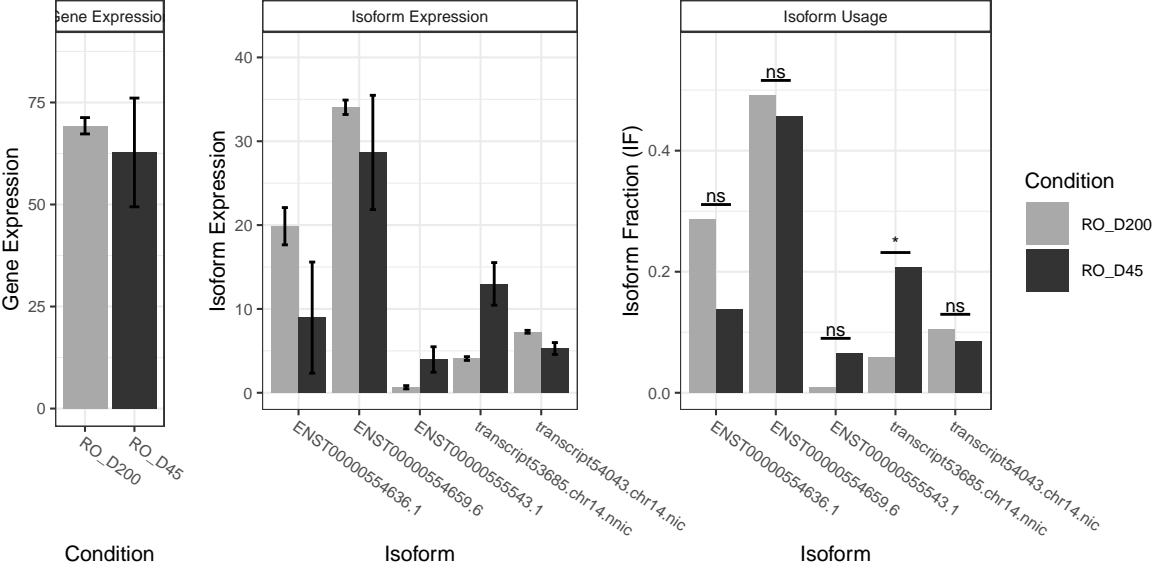 Gene Expression
Gene Expression
75
50
25
0
RO_D200
RO_D45
Condition
Isoform Expression
Isoform Expression
40
30
20
10
0
ENST00000554636.1
ENST00000554659.6
ENST00000555543.1
transcript53685.chr14.nnic
transcript54043.chr14.nic
Isoform
Isoform Usage
Isoform Fraction (IF)
0.4
0.2
0.0
ns
ns
ns
*
ns
ENST00000554636.1
ENST00000554659.6
ENST00000555543.1
transcript53685.chr14.nnic
transcript54043.chr14.nic
Isoform
Condition
RO_D200
RO_D45